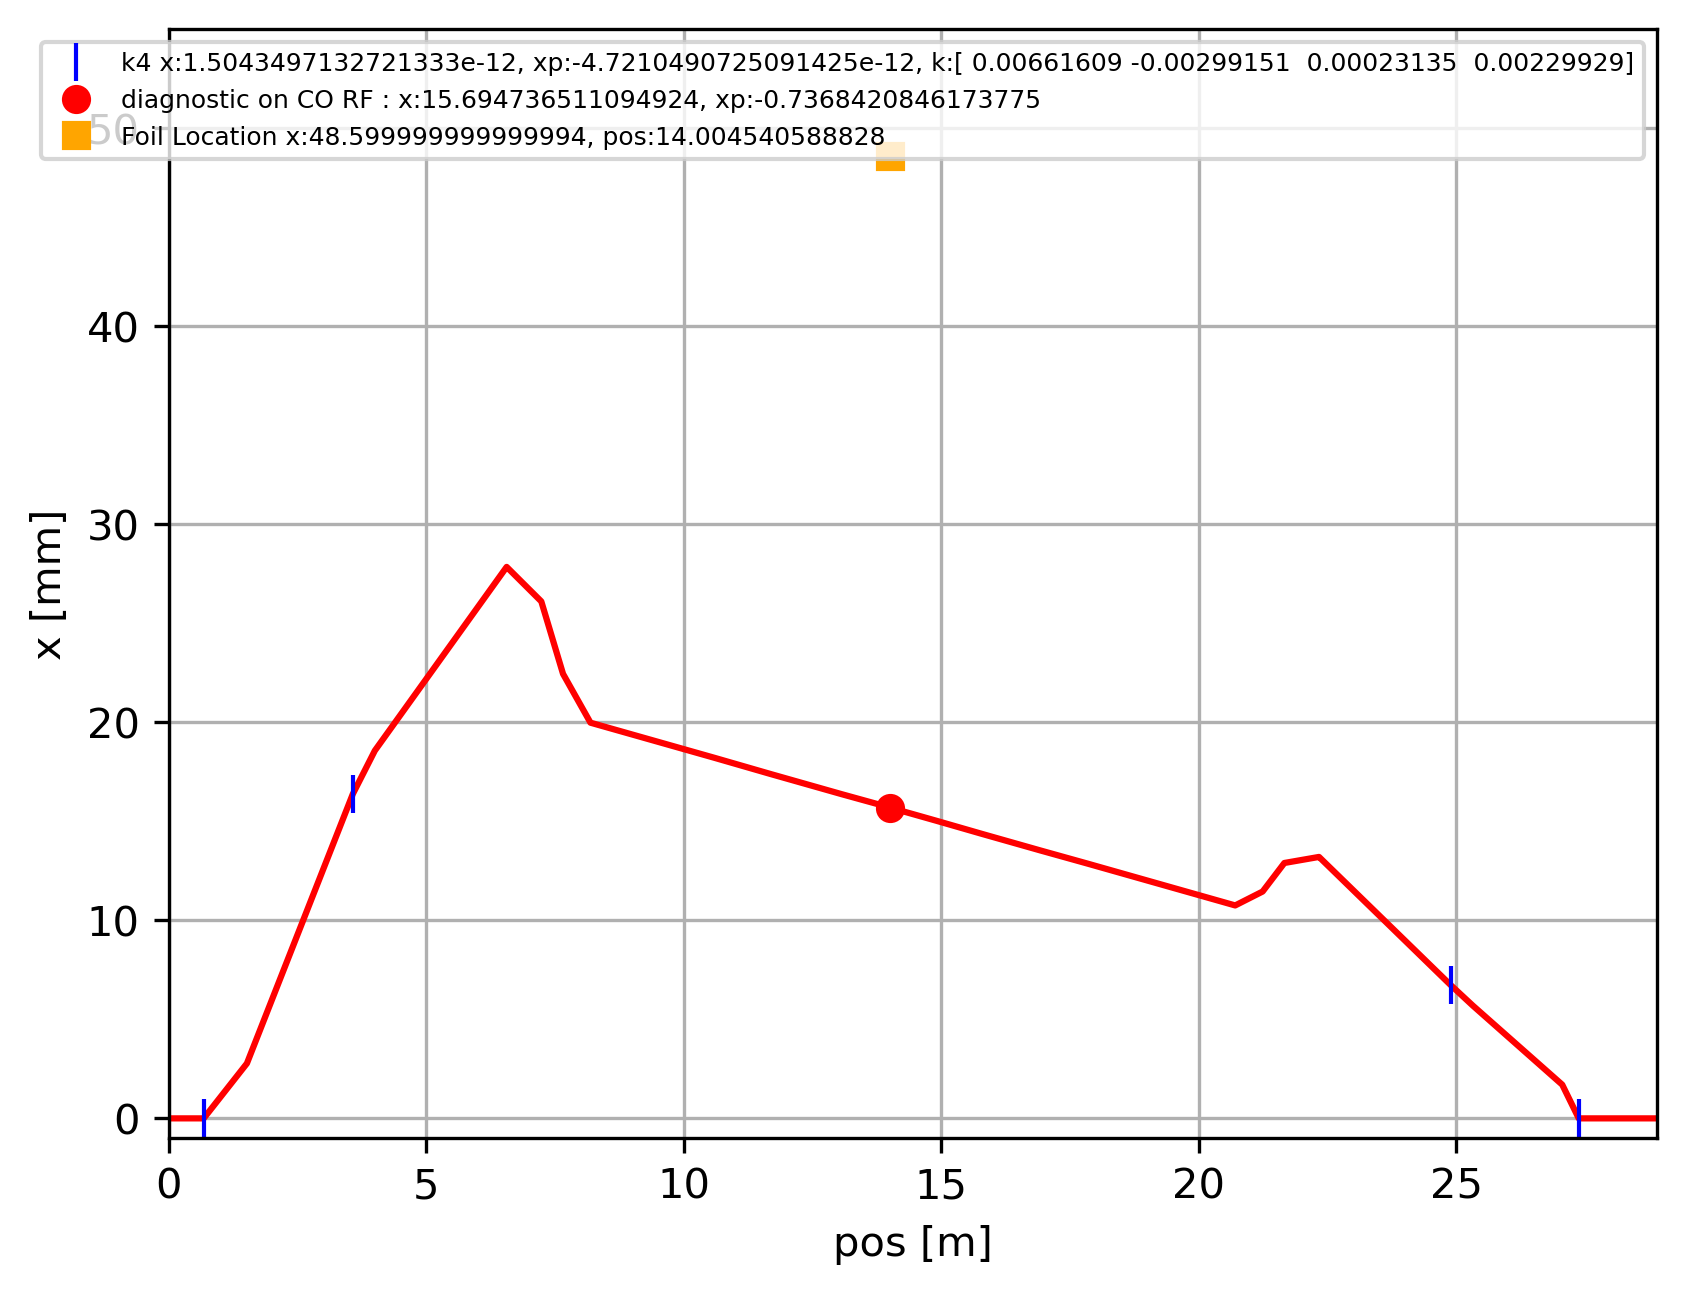 k4 x:1.5043497132721333e-12, xp:-4.7210490725091425e-12, k:[ 0.00661609 -0.00299151  0.00023135  0.00229929]
diagnostic on CO RF : x:15.694736511094924, xp:-0.7368420846173775
Foil Location x:48.599999999999994, pos:14.004540588828
50
40
30
20
10
0
x [mm]
0 5 10 15 20 25
pos [m]